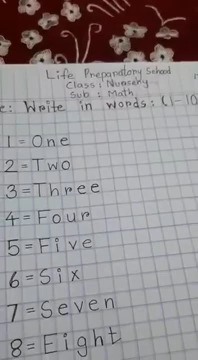 Life Preparatory School
Class: Nursery
Sub : Math
e: Write in words: (1-10
1 = One
2 = Two
3 = Three
4 = Four
5 = Five
6 = Six
7 = Seven
8 = Eight